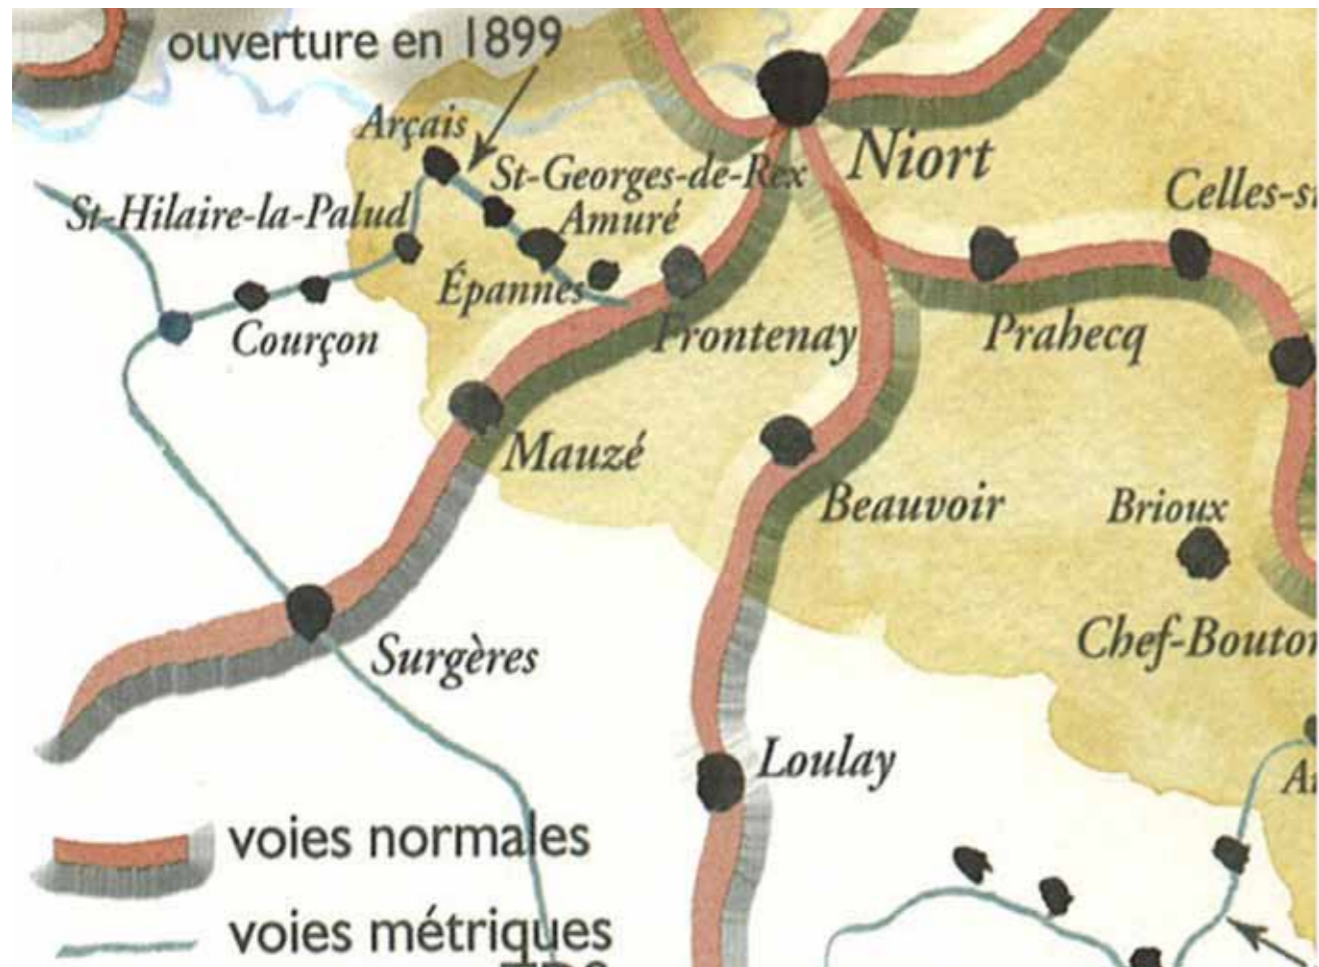 ouverture en 1899
Arçais
St-Georges-de-Rex
Niort
Celles-s
St-Hilaire-la-Palud
Amuré
Épannes
Courçon
Frontenay
Prahecq
Mauzé
Beauvoir
Brioux
Chef-Bouton
Surgères
Loulay
A
voies normales
voies métriques